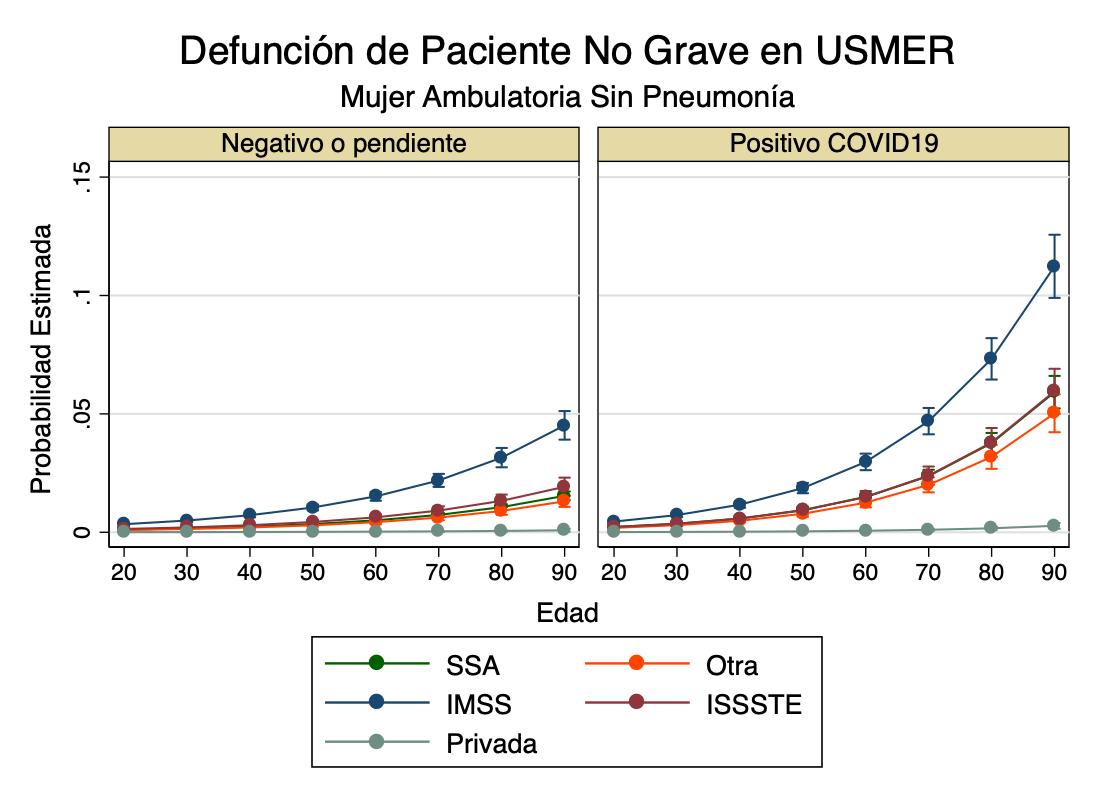 Defunción de Paciente No Grave en USMER
Mujer Ambulatoria Sin Pneumonía
Negativo o pendiente
Positivo COVID19
Probabilidad Estimada
.15
.1
.05
0
20 30 40 50 60 70 80 90
20 30 40 50 60 70 80 90
Edad
SSA
Otra
IMSS
ISSSTE
Privada